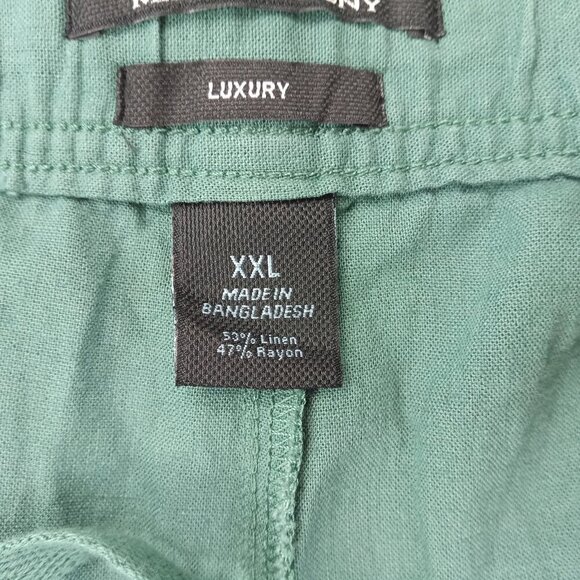 LUXURY
XXL
MADE IN
BANGLADESH
53% Linen
47% Rayon